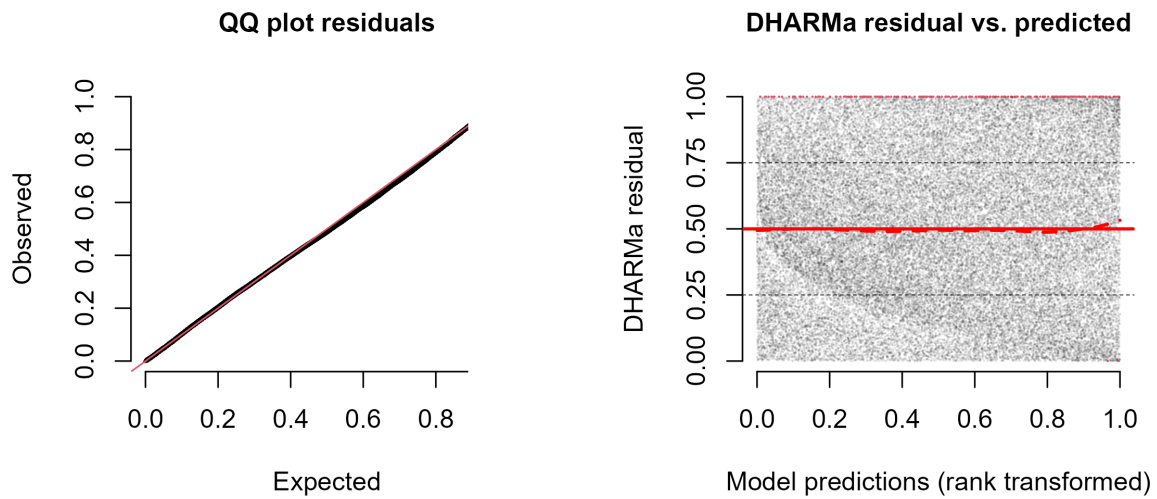 QQ plot residuals
Observed
0.0 0.2 0.4 0.6 0.8 1.0
0.0 0.2 0.4 0.6 0.8
Expected
DHARMa residual vs. predicted
DHARMa residual
0.00 0.25 0.50 0.75 1.00
0.0 0.2 0.4 0.6 0.8 1.0
Model predictions (rank transformed)